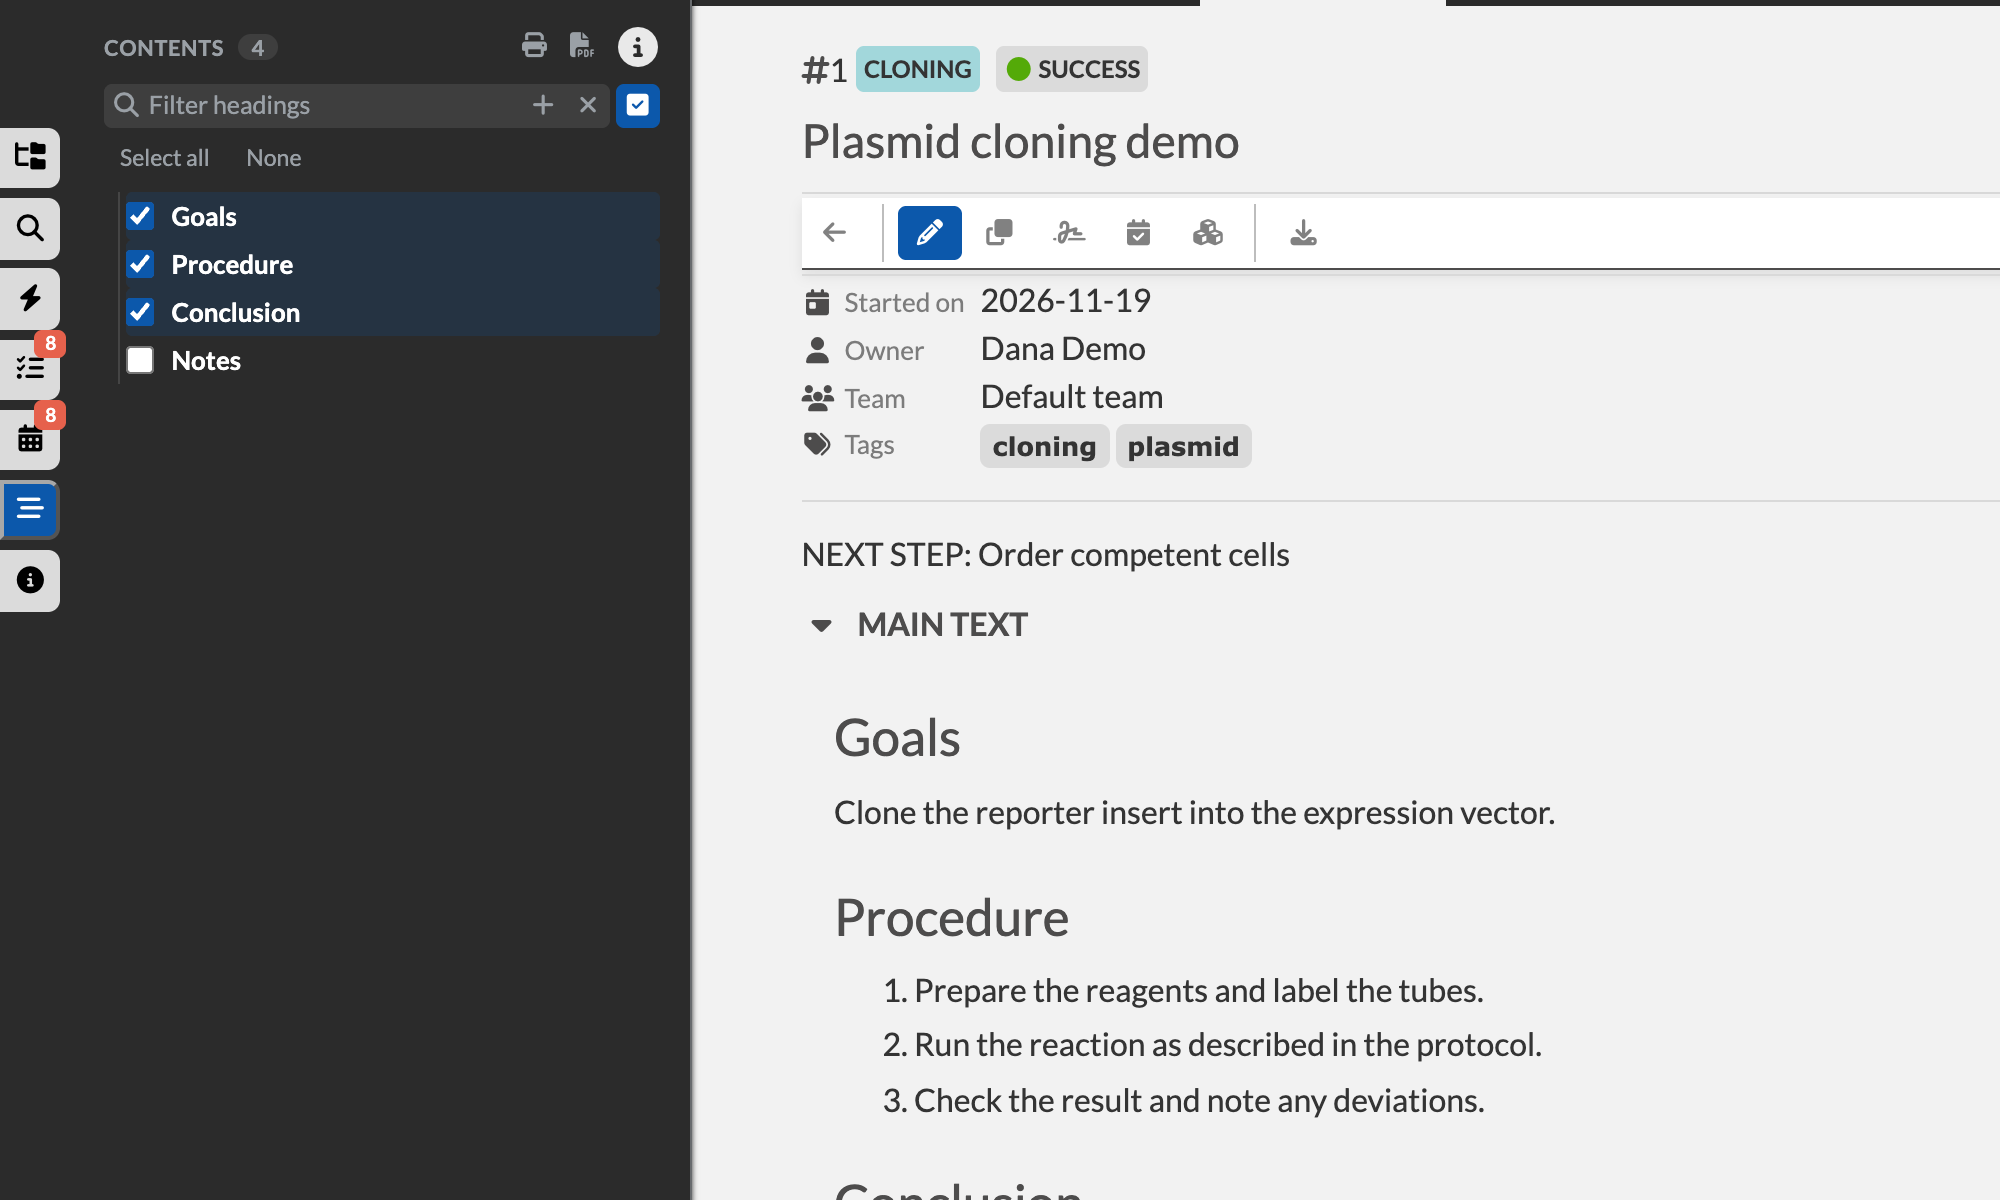 CONTENTS 4
PDF
Filter headings
Select all None
Goals
Procedure
Conclusion
Notes
8
8
#1 CLONING SUCCESS
Plasmid cloning demo
Started on 2026-11-19
Owner Dana Demo
Team Default team
Tags cloning plasmid
NEXT STEP: Order competent cells
MAIN TEXT
Goals
Clone the reporter insert into the expression vector.
Procedure
1. Prepare the reagents and label the tubes.
2. Run the reaction as described in the protocol.
3. Check the result and note any deviations.
Conclusion